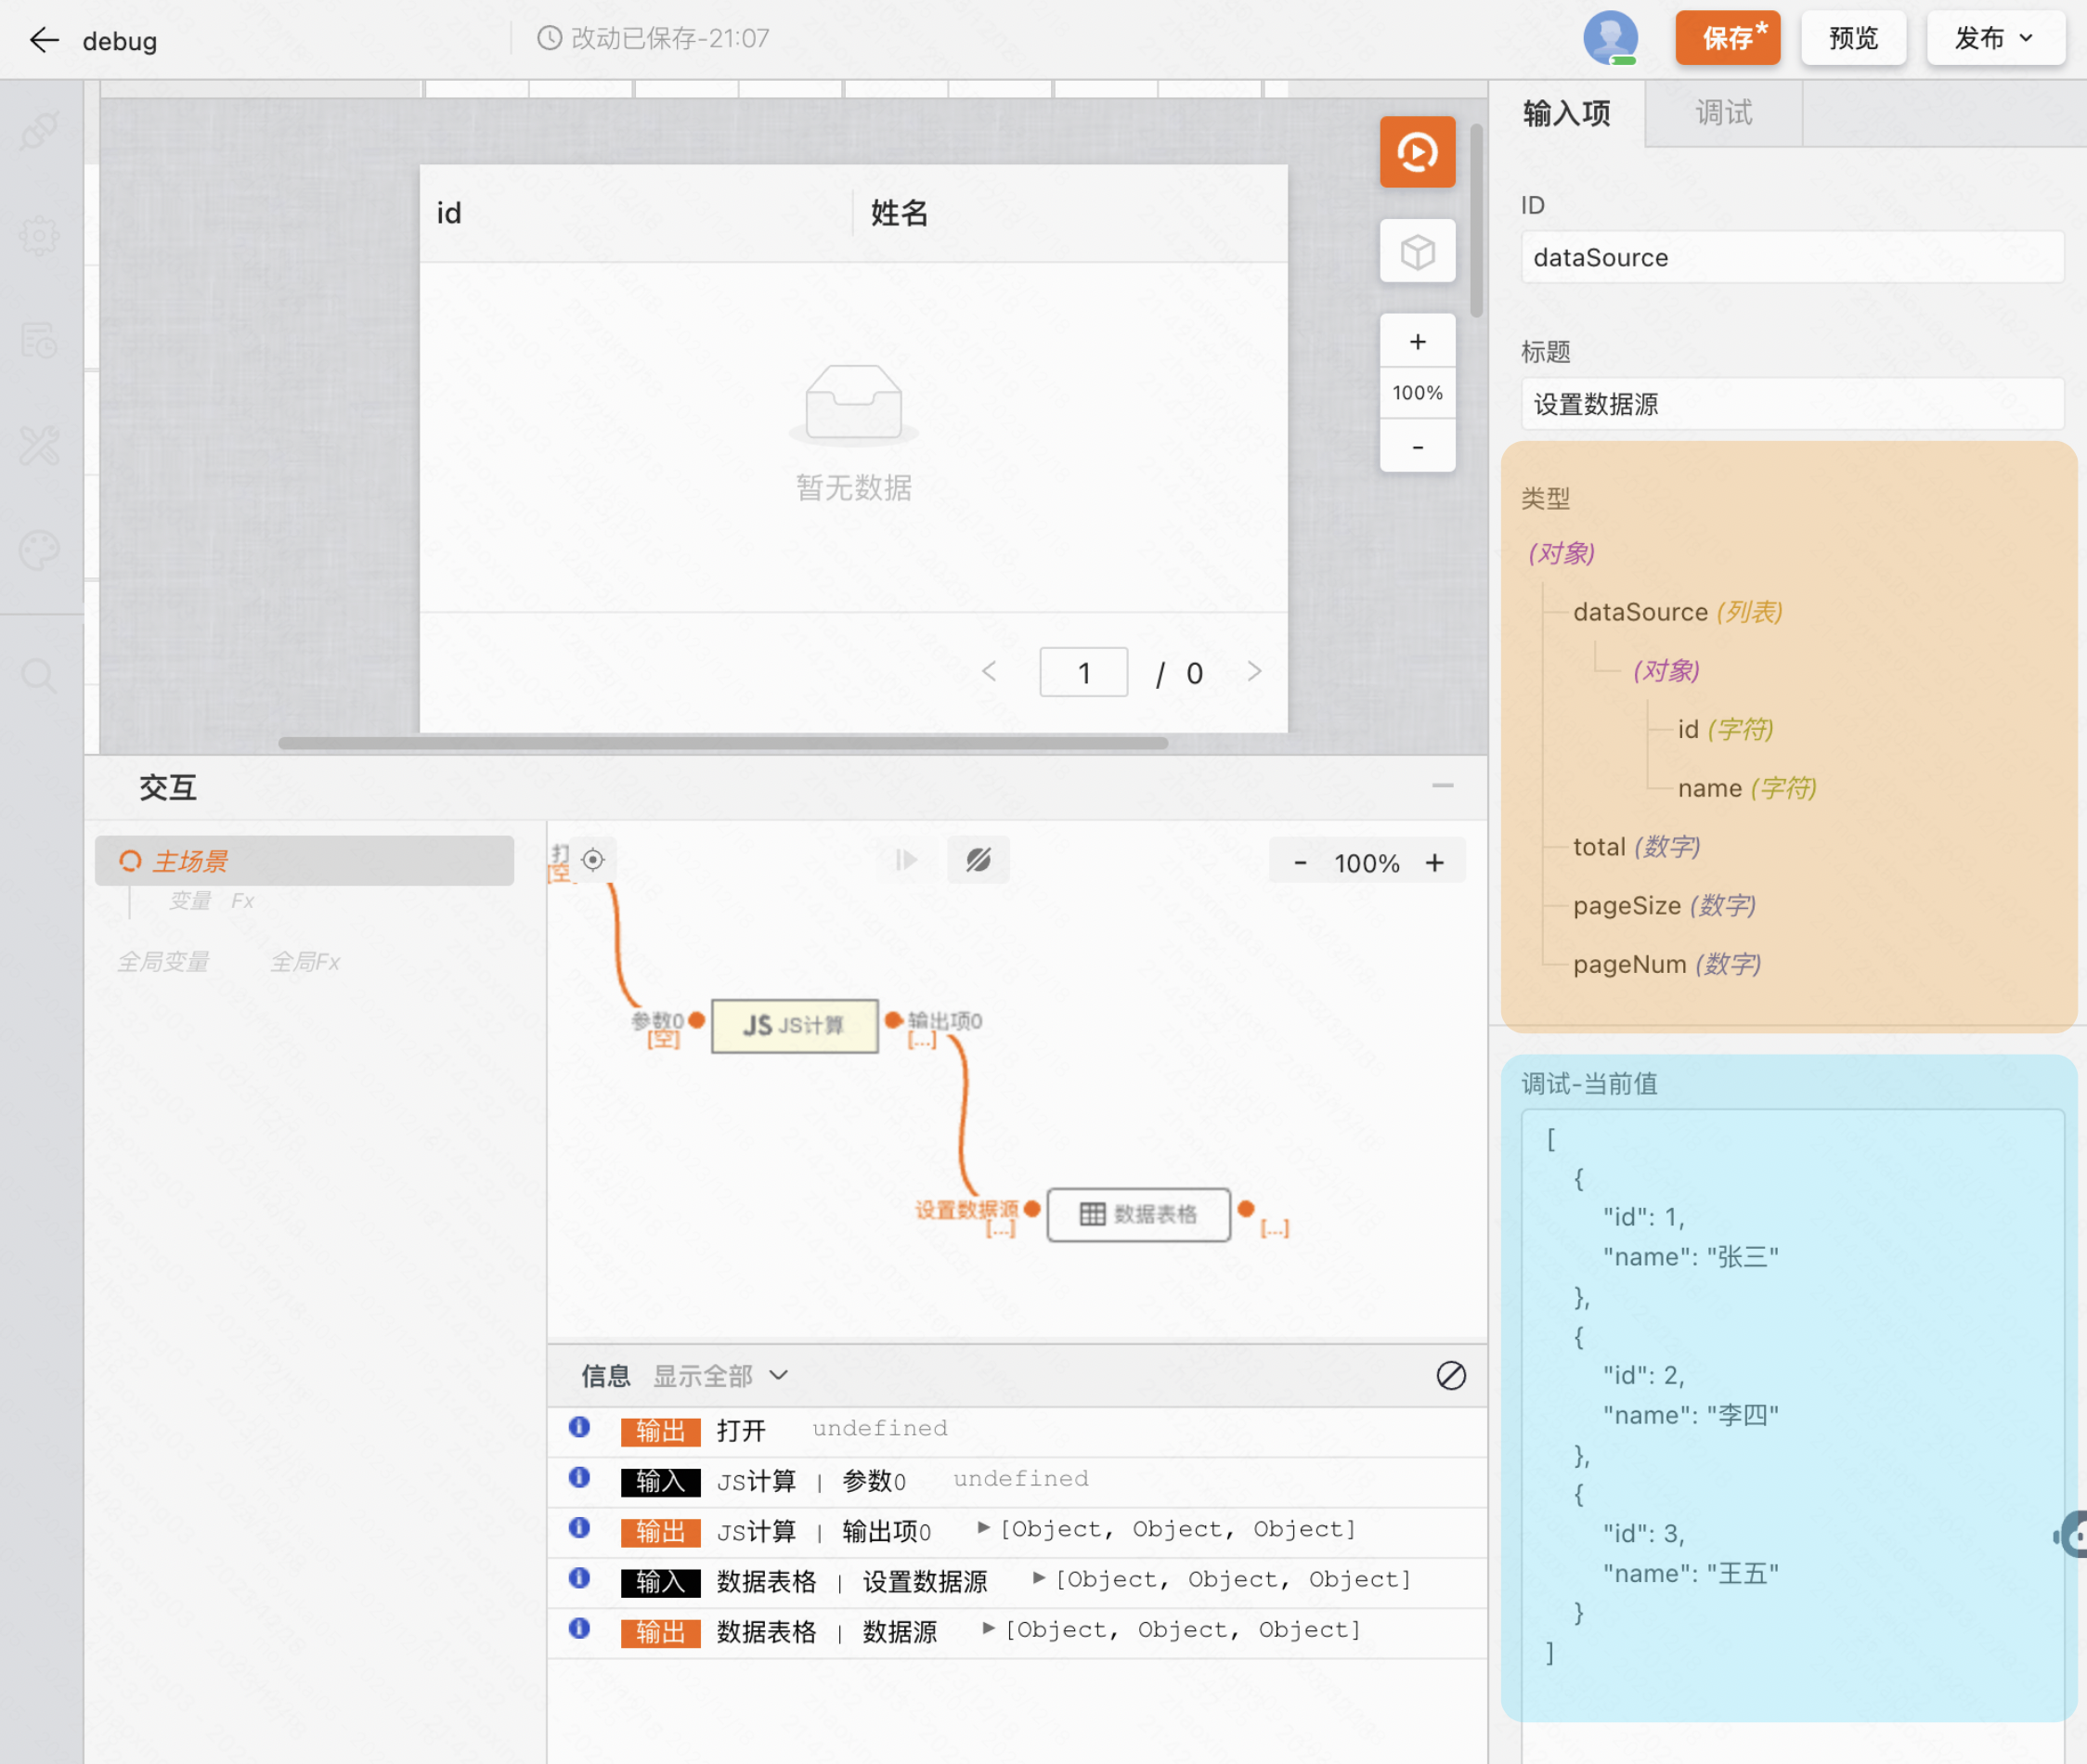 debug
改动已保存-21:07
保存*
预览
发布
id
姓名
暂无数据
1 / 0
+
100%
-
输入项
调试
ID
dataSource
标题
设置数据源
类型
(对象)
dataSource (列表)
(对象)
id (字符)
name (字符)
total (数字)
pageSize (数字)
pageNum (数字)
调试-当前值
[
{
"id": 1,
"name": "张三"
},
{
"id": 2,
"name": "李四"
},
{
"id": 3,
"name": "王五"
}
]
交互
主场景
变量 Fx
全局变量 全局Fx
打
[空]
- 100% +
参数0
[空]
JS JS计算
输出项0
[...]
设置数据源
[...]
数据表格
[...]
信息 显示全部
输出 打开 undefined
输入 JS计算 | 参数0 undefined
输出 JS计算 | 输出项0 [Object, Object, Object]
输入 数据表格 | 设置数据源 [Object, Object, Object]
输出 数据表格 | 数据源 [Object, Object, Object]